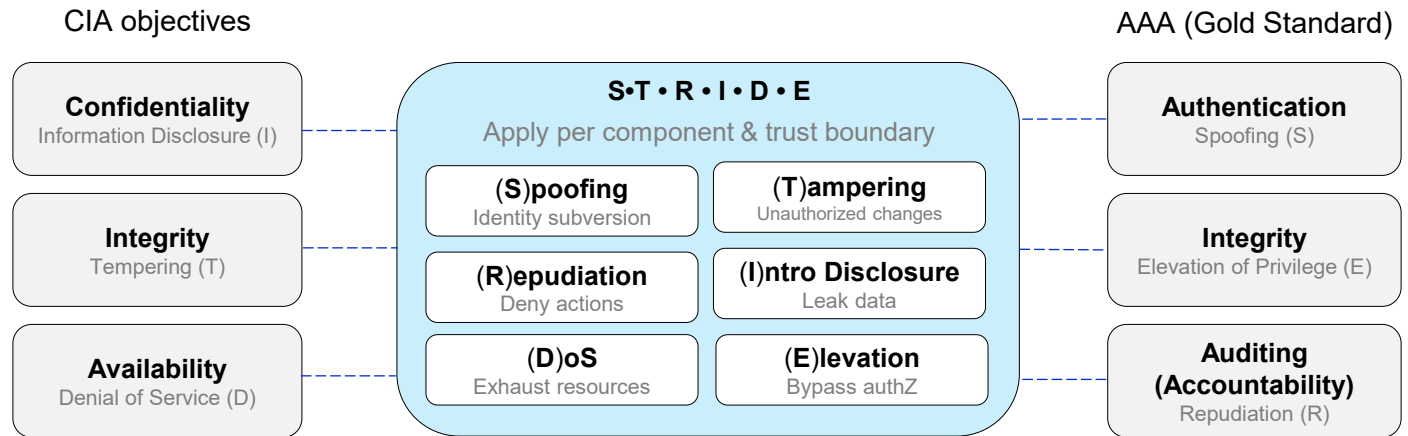 CIA objectives
AAA (Gold Standard)
Confidentiality
Information Disclosure (I)
Integrity
Tempering (T)
Availability
Denial of Service (D)
S•T • R • I • D • E
Apply per component & trust boundary
(S)poofing
Identity subversion
(T)ampering
Unauthorized changes
(R)epudiation
Deny actions
(I)ntro Disclosure
Leak data
(D)oS
Exhaust resources
(E)levation
Bypass authZ
Authentication
Spoofing (S)
Integrity
Elevation of Privilege (E)
Auditing
(Accountability)
Repudiation (R)